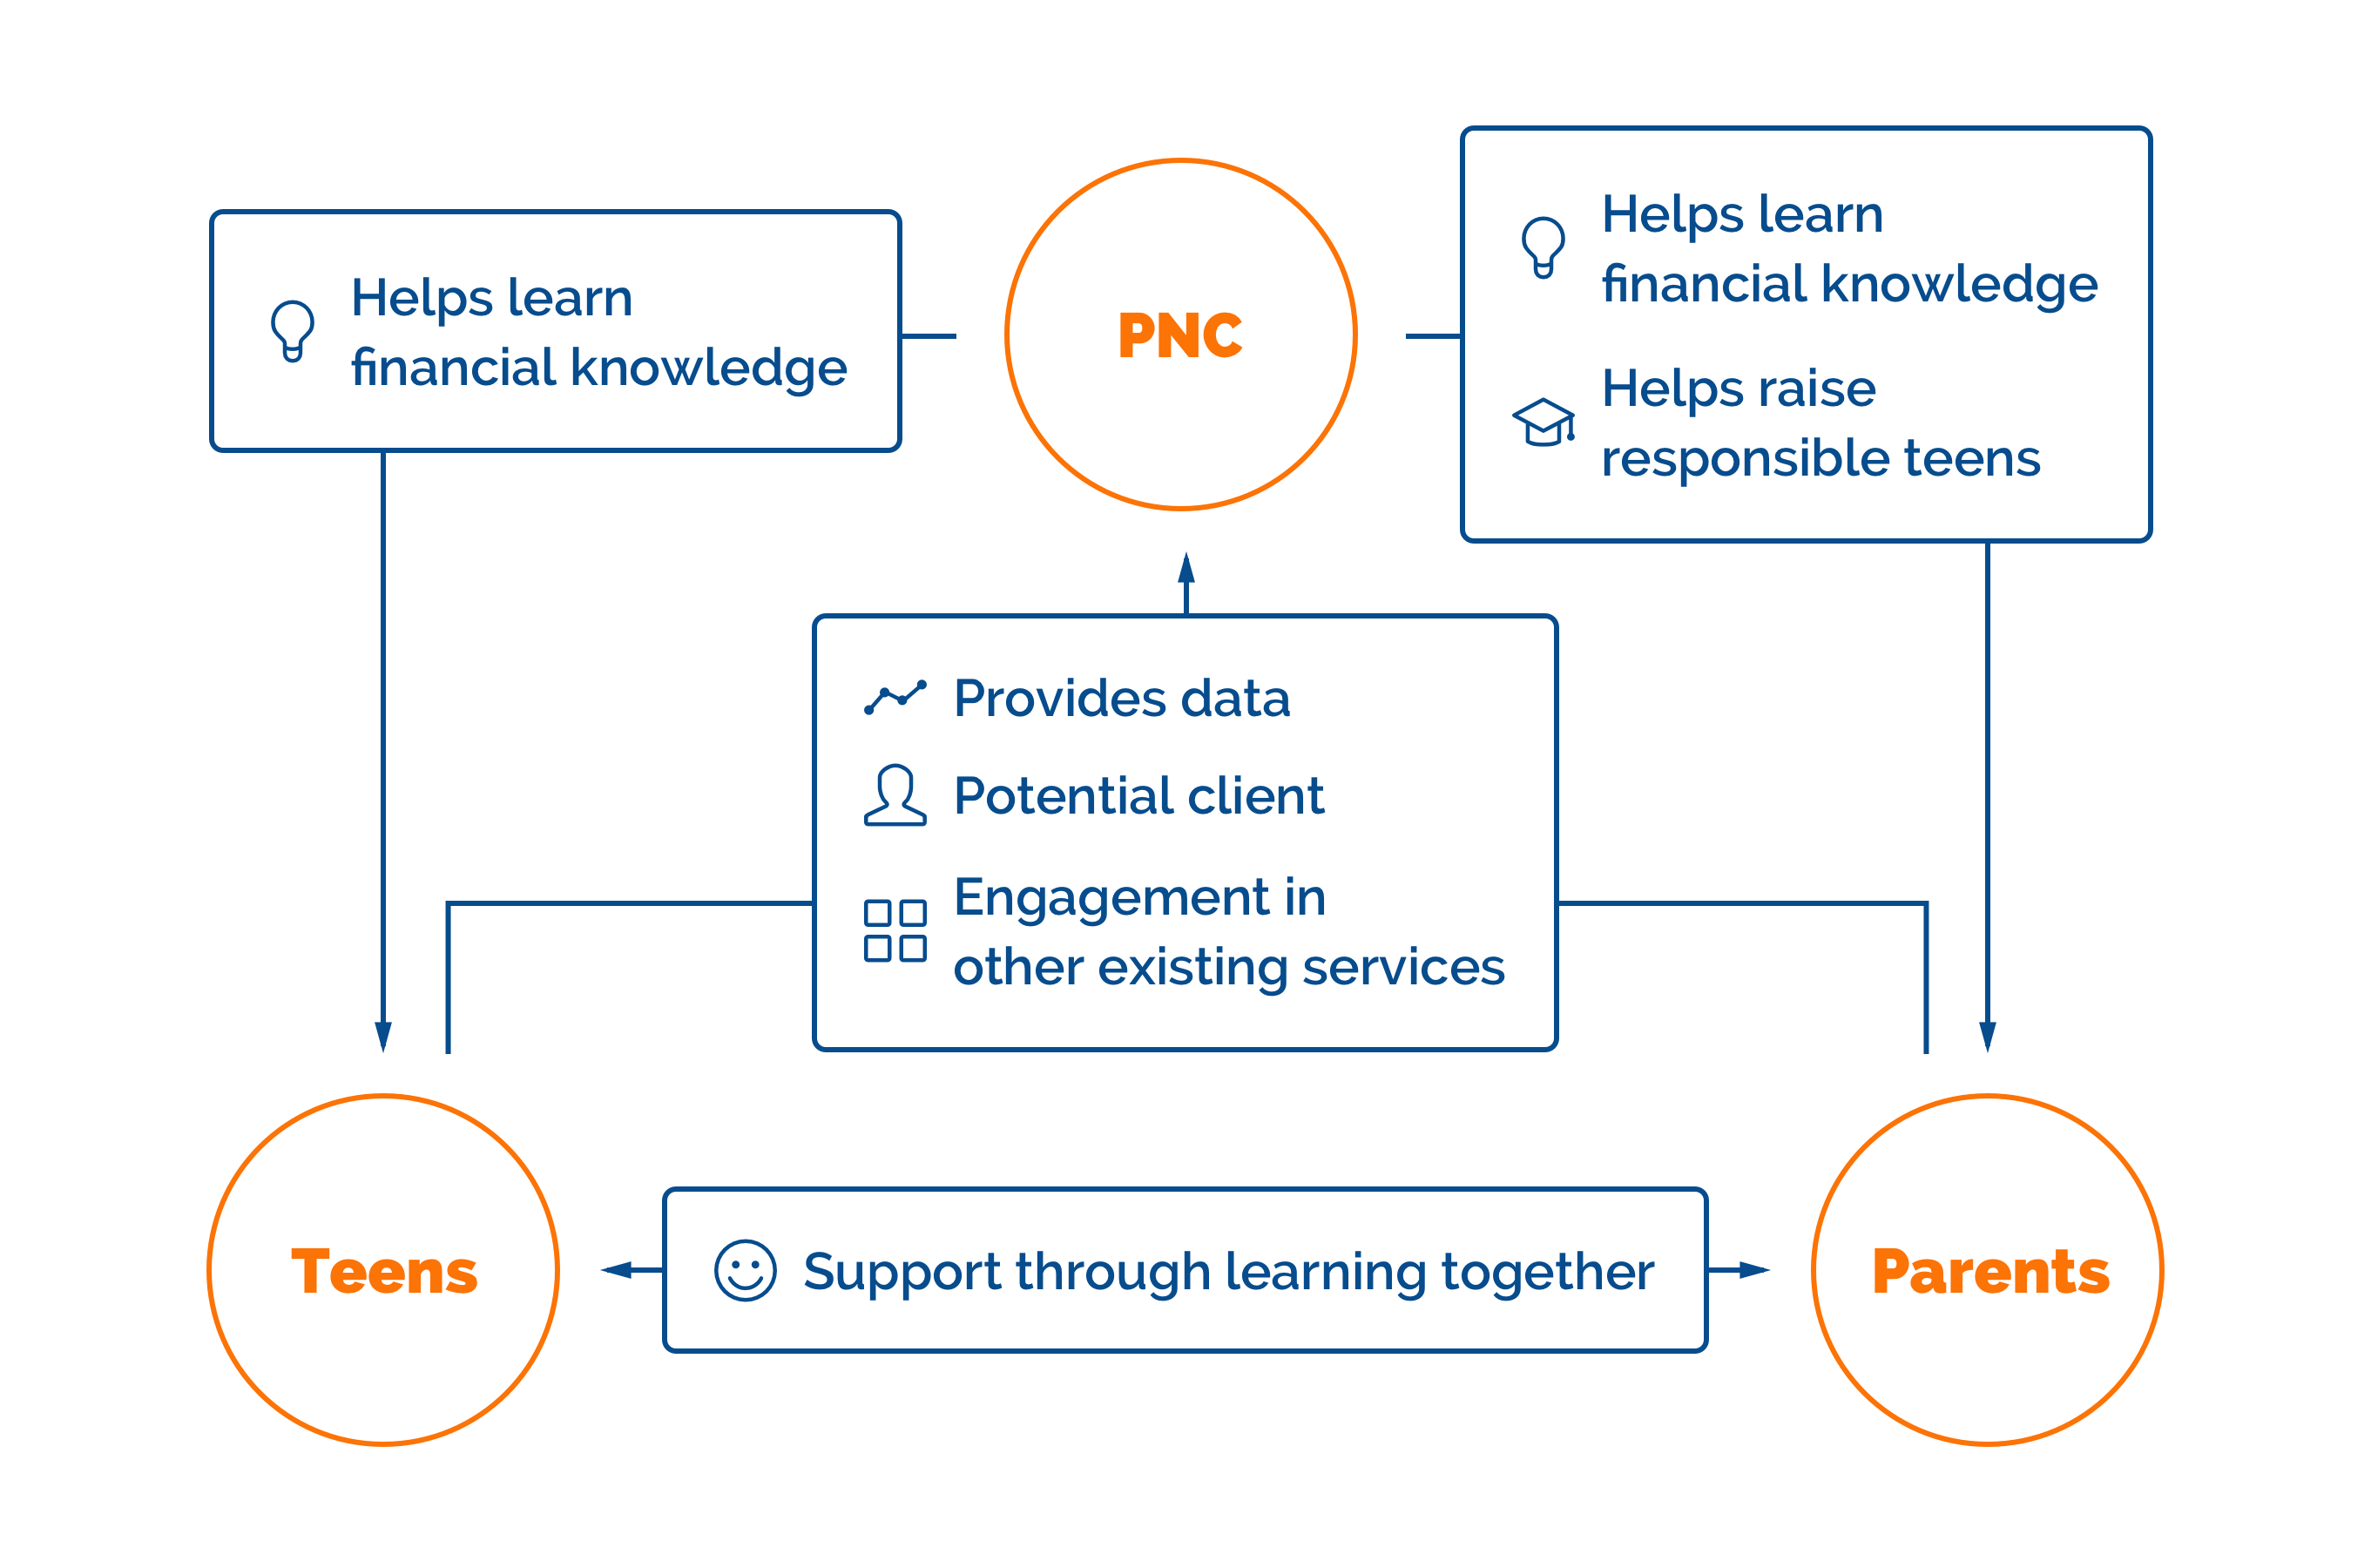 Helps learn
financial knowledge
PNC
Helps learn
financial knowledge
Helps raise
responsible teens
Provides data
Potential client
Engagement in
other existing services
Teens
Support through learning together
Parents